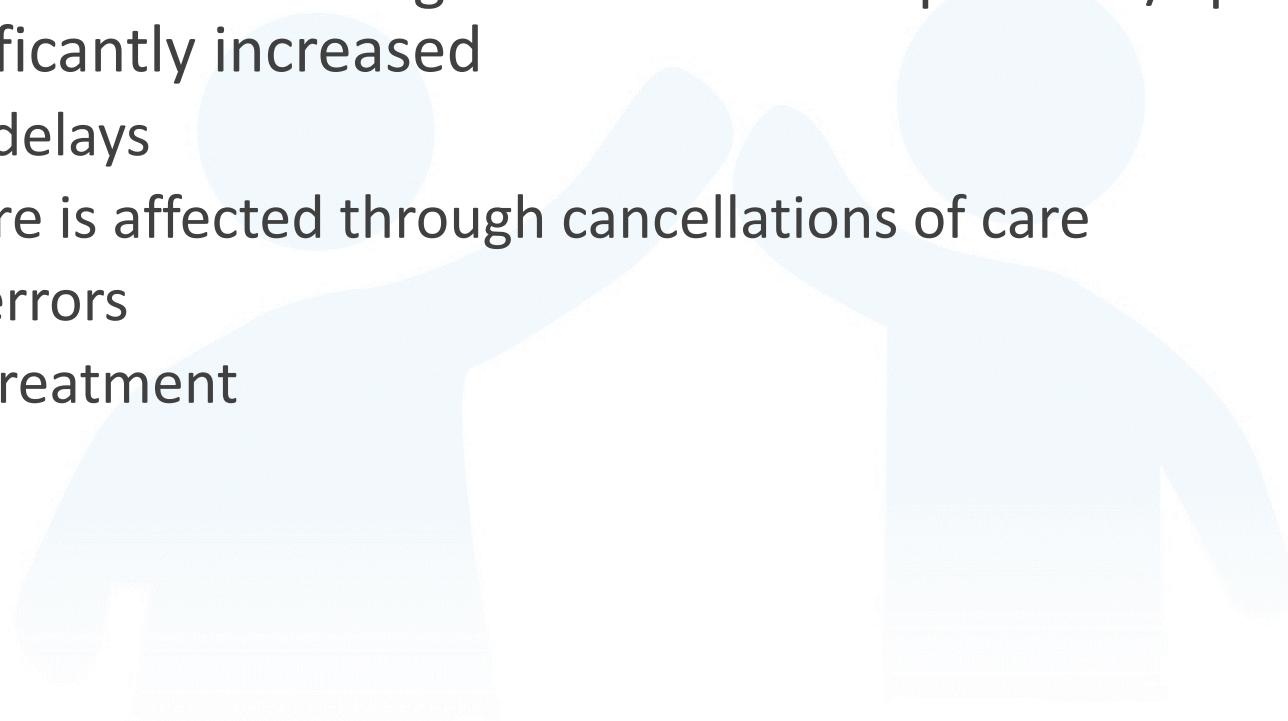 ficantly increased
delays
re is affected through cancellations of care
errors
reatment